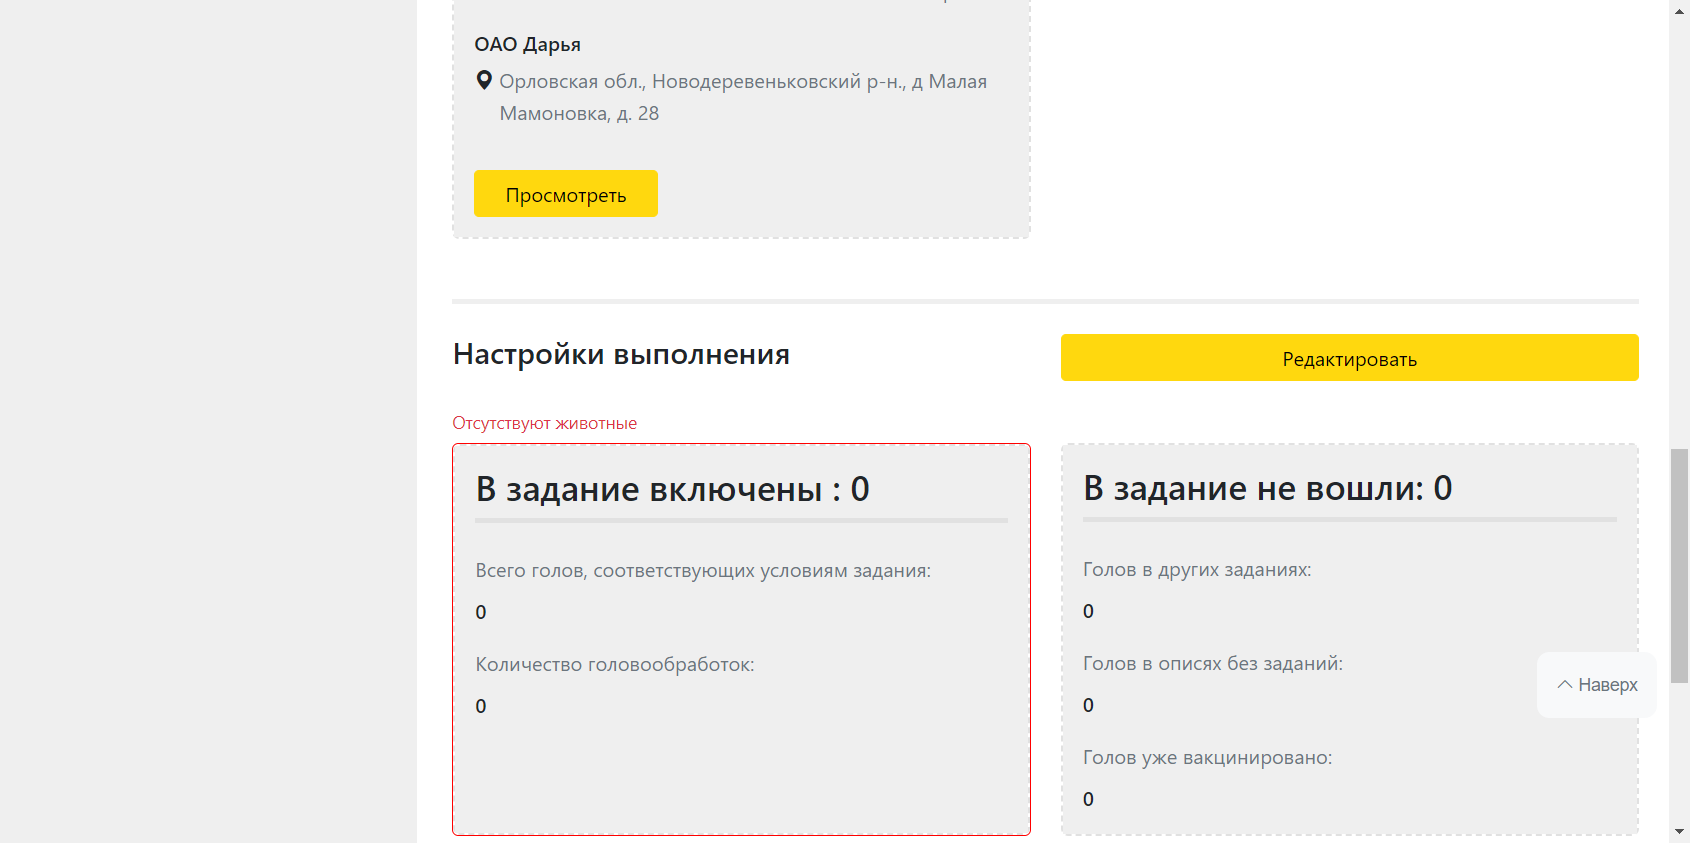 ОАО Дарья
Орловская обл., Новодеревеньковский р-н., д Малая
Мамоновка, д. 28
Просмотреть
Настройки выполнения
Редактировать
Отсутствуют животные
В задание включены : 0
Всего голов, соответствующих условиям задания:
0
Количество головообработок:
0
В задание не вошли: 0
Голов в других заданиях:
0
Голов в описях без заданий:
0
Голов уже вакцинировано:
0
Наверх